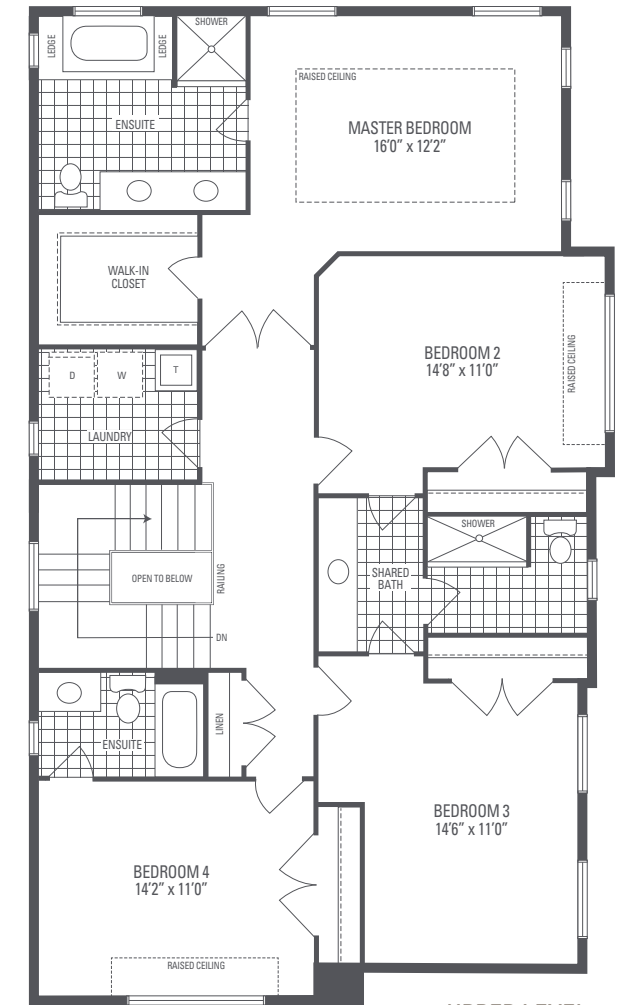 LEDGE
LEDGE
SHOWER
RAISED CEILING
ENSUITE
MASTER BEDROOM
16'0" x 12'2"
WALK-IN
CLOSET
BEDROOM 2
14'8" x 11'0"
RAISED CEILING
D
W
T
LAUNDRY
SHOWER
OPEN TO BELOW
RAILING
SHARED
BATH
DN
LINEN
ENSUITE
BEDROOM 3
14'6" x 11'0"
BEDROOM 4
14'2" x 11'0"
RAISED CEILING
UPPER LEVEL